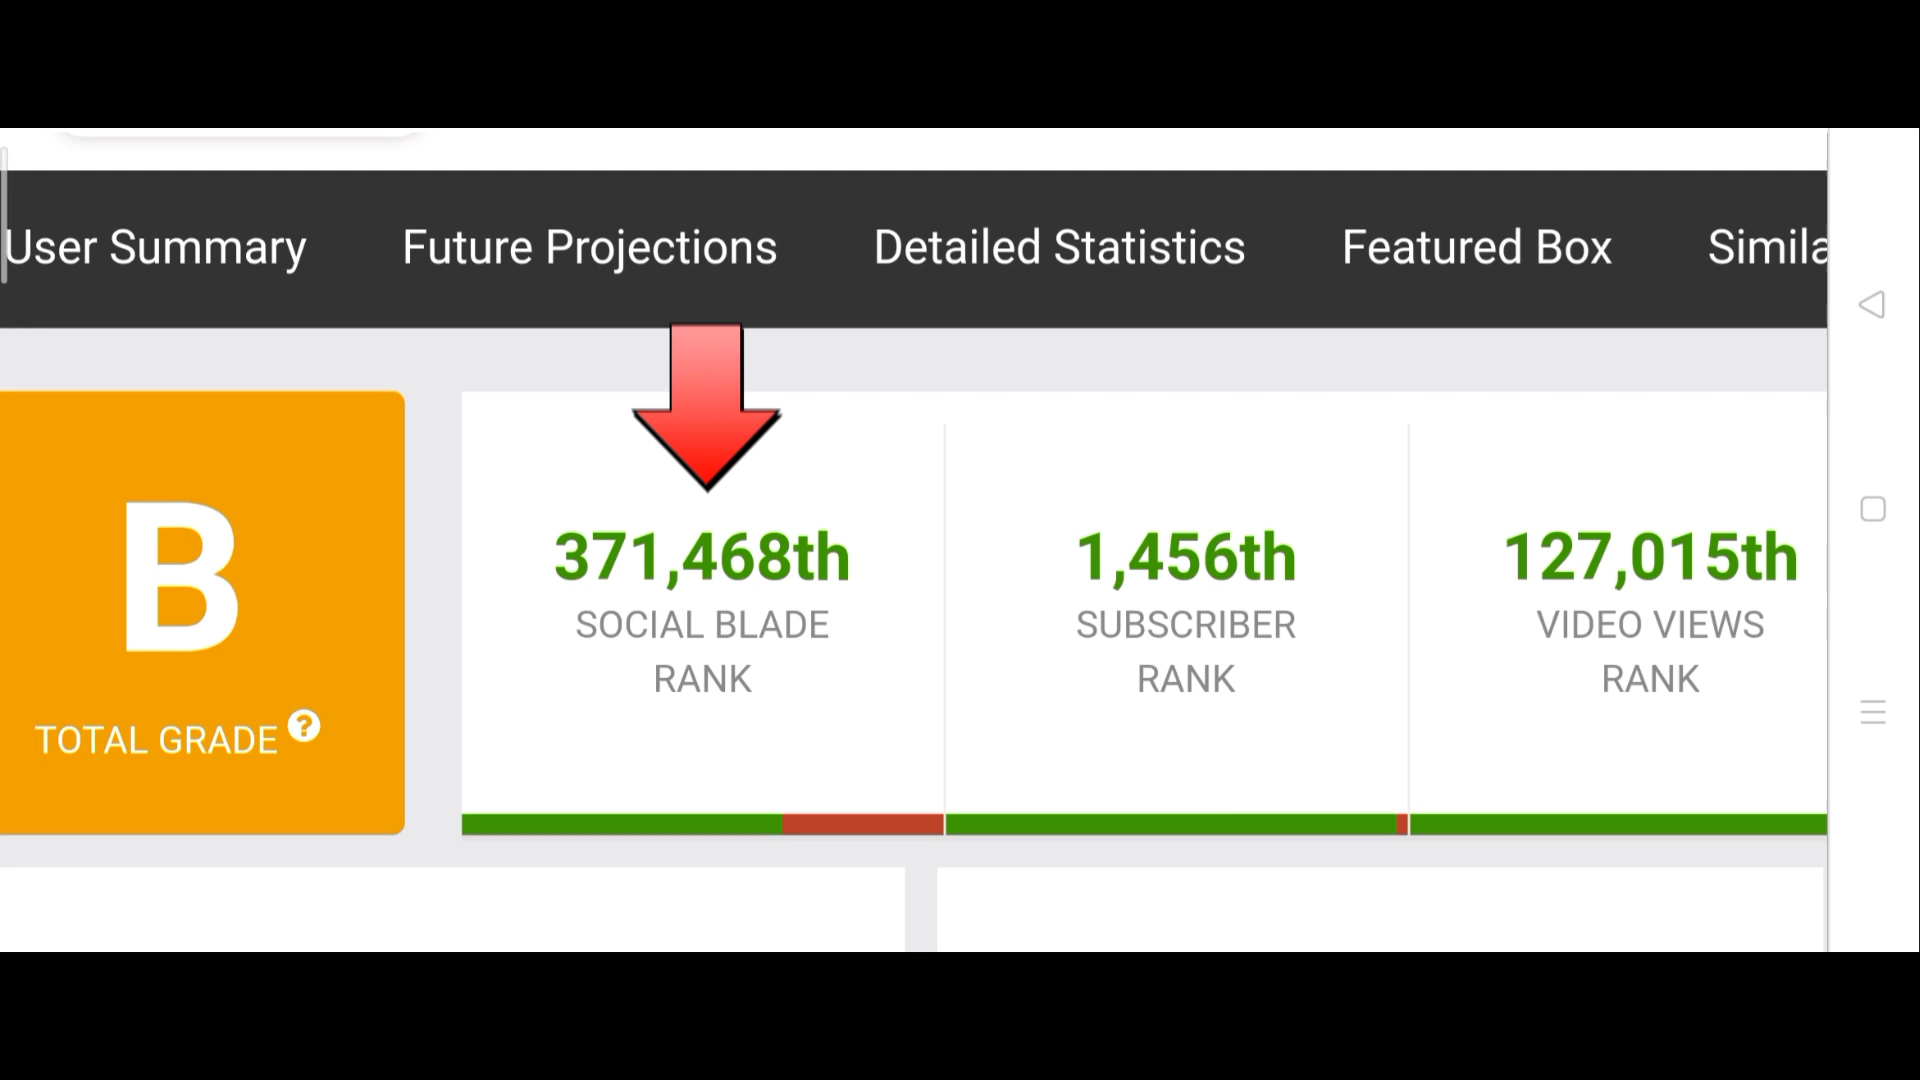 User Summary Future Projections Detailed Statistics Featured Box Simila
B
TOTAL GRADE ?
371,468th
SOCIAL BLADE
RANK
1,456th
SUBSCRIBER
RANK
127,015th
VIDEO VIEWS
RANK